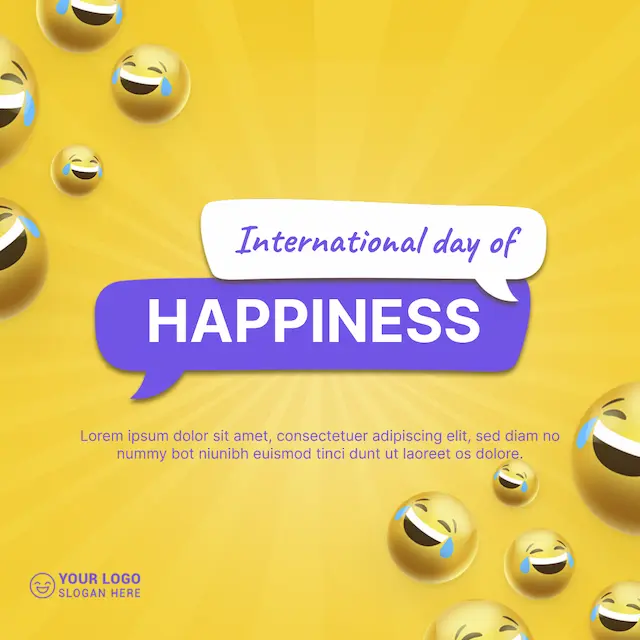 International day of
HAPPINESS
Lorem ipsum dolor sit amet, consectetuer adipiscing elit, sed diam no
nummy bot niunibh euismod tinci dunt ut laoreet os dolore.
YOUR LOGO
SLOGAN HERE